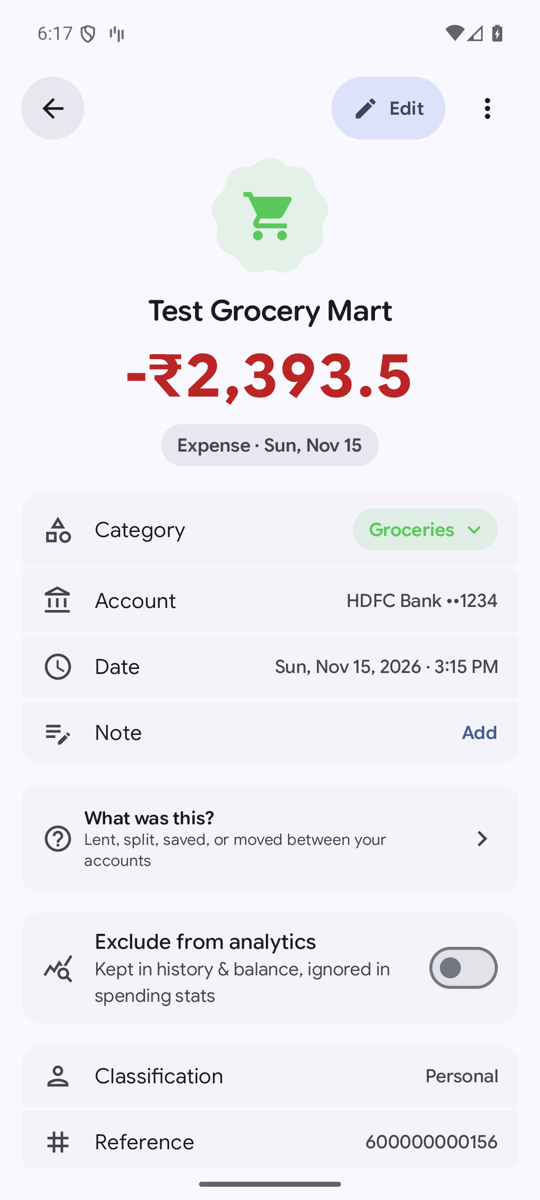 6:17
Edit
Test Grocery Mart
-₹2,393.5
Expense · Sun, Nov 15
Category
Groceries
Account
HDFC Bank ••1234
Date
Sun, Nov 15, 2026 · 3:15 PM
Note
Add
What was this?
Lent, split, saved, or moved between your
accounts
Exclude from analytics
Kept in history & balance, ignored in
spending stats
Classification
Personal
Reference
600000000156